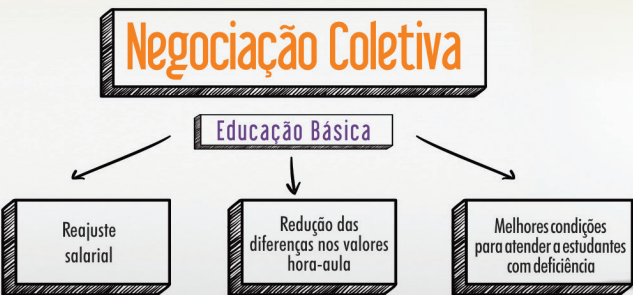 Negociação Coletiva
Educação Básica
Reajuste
salarial
Redução das
diferenças nos valores
hora-aula
Melhores condições
para atender a estudantes
com deficiência